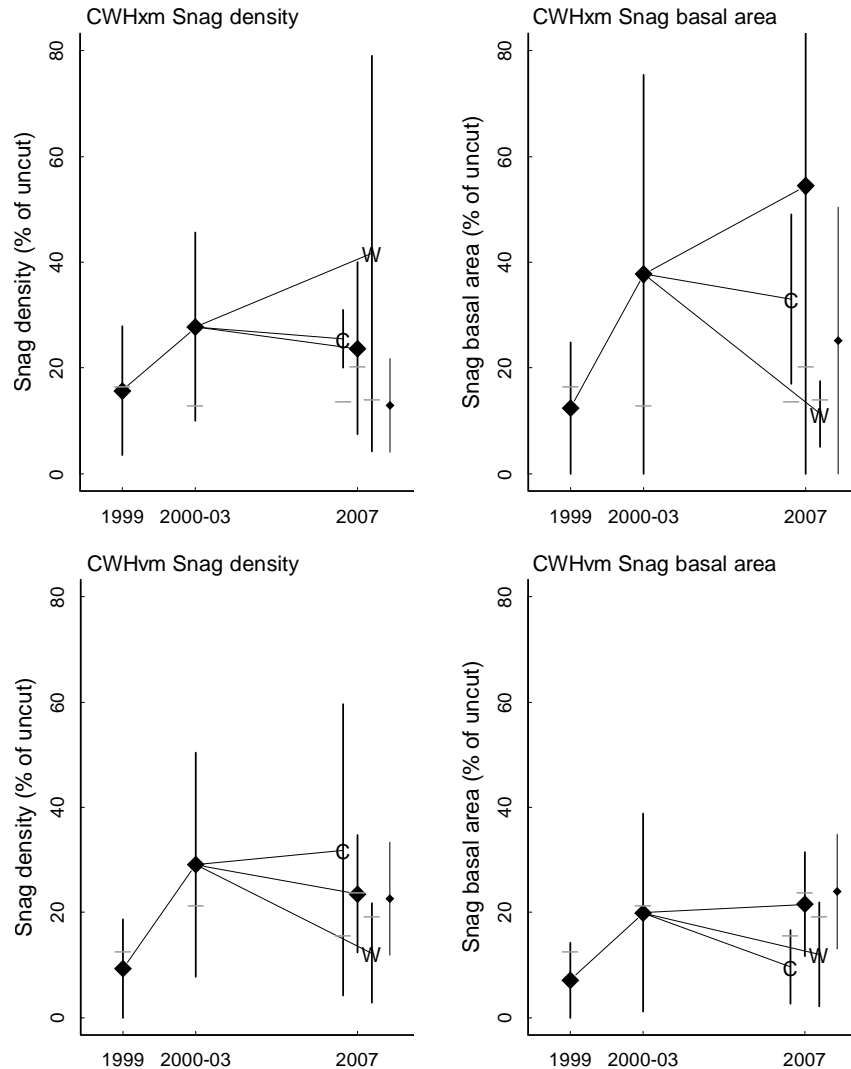 CWHxm Snag density
Snag density (% of uncut)
80
60
40
20
0
W
C
1999 2000-03 2007
CWHxm Snag basal area
Snag basal area (% of uncut)
80
60
40
20
0
C
W
1999 2000-03 2007
CWHvm Snag density
Snag density (% of uncut)
80
60
40
20
0
C
W
1999 2000-03 2007
CWHvm Snag basal area
Snag basal area (% of uncut)
80
60
40
20
0
W
C
1999 2000-03 2007